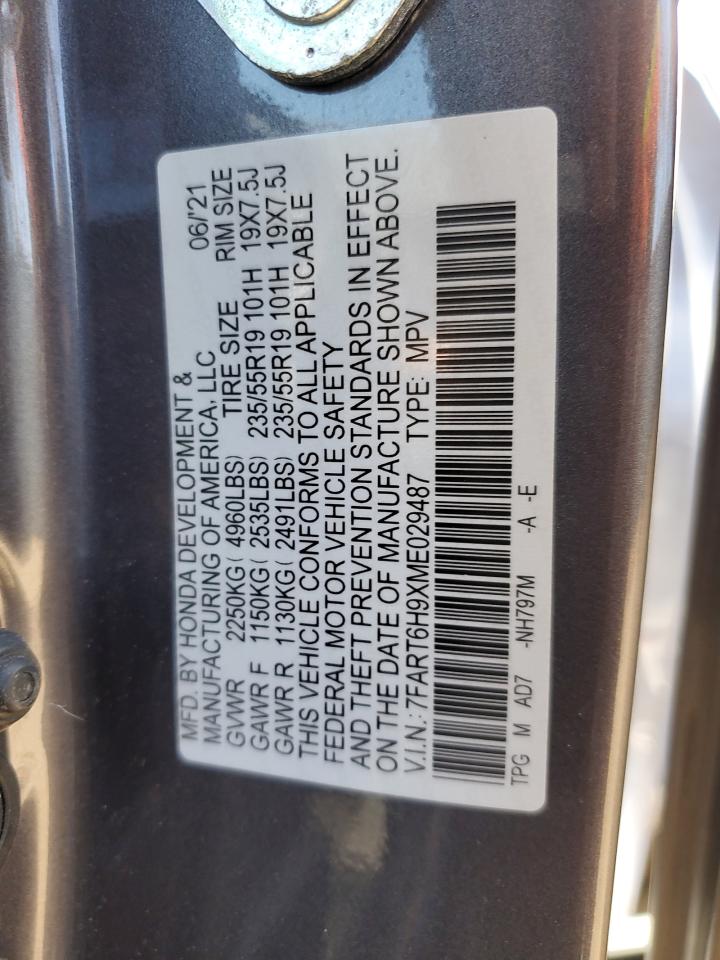 MFD. BY HONDA DEVELOPMENT & 06/'21
MANUFACTURING OF AMERICA, LLC
GVWR 2250KG( 4960LBS) TIRE SIZE RIM SIZE
GAWR F 1150KG( 2535LBS) 235/55R19 101H 19X7.5J
GAWR R 1130KG( 2491LBS) 235/55R19 101H 19X7.5J
THIS VEHICLE CONFORMS TO ALL APPLICABLE
FEDERAL MOTOR VEHICLE SAFETY
AND THEFT PREVENTION STANDARDS IN EFFECT
ON THE DATE OF MANUFACTURE SHOWN ABOVE.
V.I.N.: 7FART6H9XME029487 TYPE: MPV
TPG M AD7 -NH797M -A -E